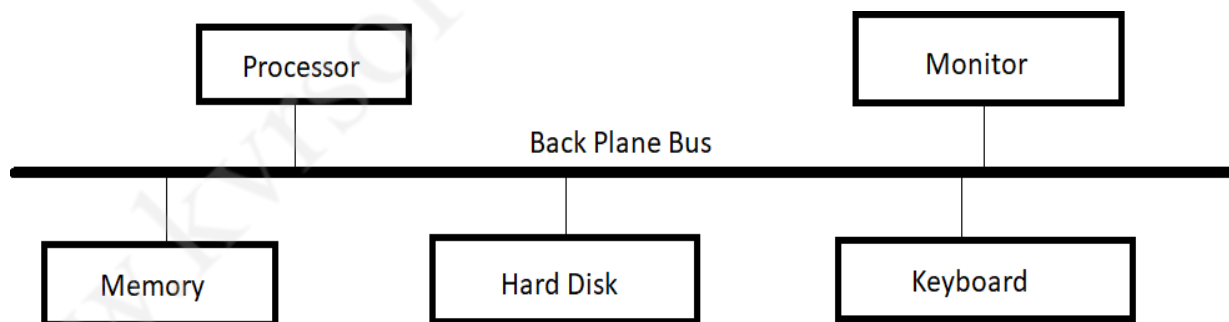 Processor
Monitor
Back Plane Bus
Memory
Hard Disk
Keyboard